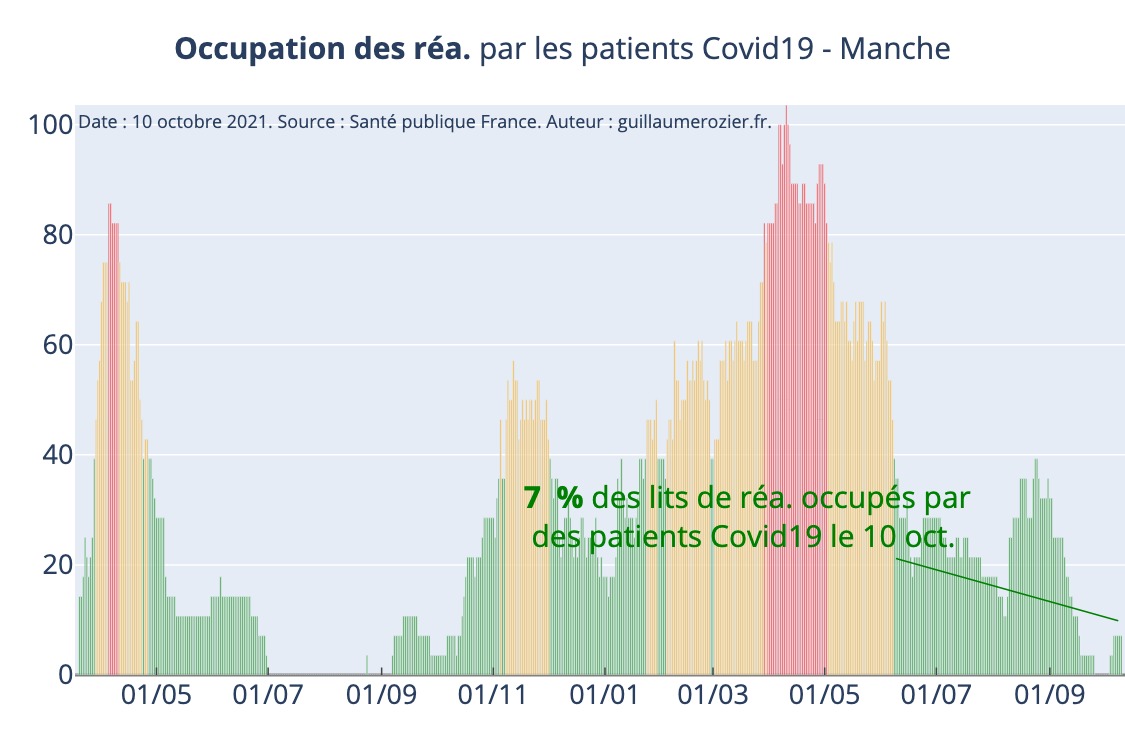 Occupation des réa. par les patients Covid19 - Manche
Date : 10 octobre 2021. Source : Santé publique France. Auteur : guillaumerozier.fr.
100
80
60
40
20
0
7 % des lits de réa. occupés par
des patients Covid19 le 10 oct.
01/05 01/07 01/09 01/11 01/01 01/03 01/05 01/07 01/09